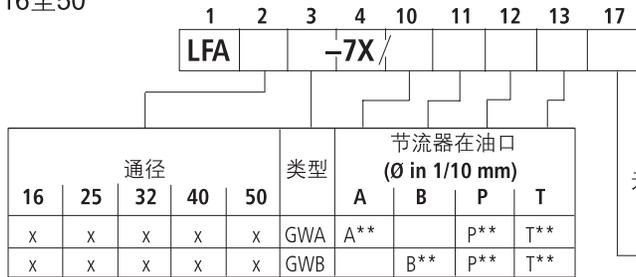 16至50
1 2 3 4 10 11 12 13 17
LFA –7X/
通径 类型 节流器在油口
(Ø in 1/10 mm)
16 25 32 40 50 A B P T
x x x x x GWA A** P** T**
x x x x x GWB B** P** T**